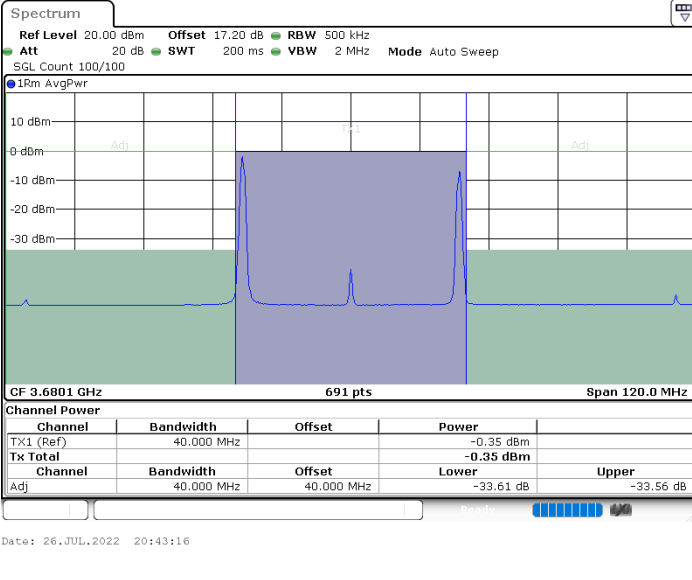 Spectrum
Ref Level 20.00 dBm Offset 17.20 dB RBW 500 kHz
Att 20 dB SWT 200 ms VBW 2 MHz Mode Auto Sweep
SGL Count 100/100
1Rm AvgPwr
10 dBm
TX1
Adj Adj
0 dBm
-10 dBm
-20 dBm
-30 dBm
CF 3.6801 GHz 691 pts Span 120.0 MHz
Channel Power
Channel Bandwidth Offset Power
TX1 (Ref) 40.000 MHz -0.35 dBm
Tx Total -0.35 dBm
Channel Bandwidth Offset Lower Upper
Adj 40.000 MHz 40.000 MHz -33.61 dB -33.56 dB
Ready
Date: 26.JUL.2022 20:43:16